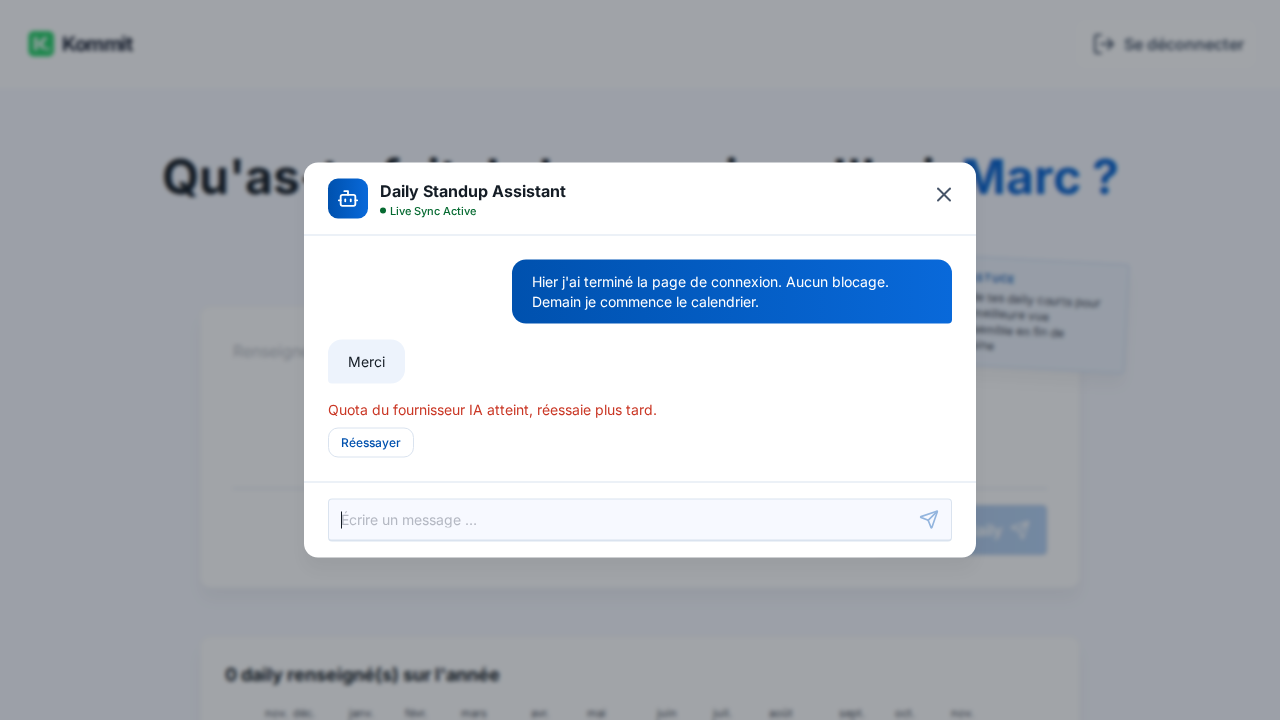 Kommit
Se déconnecter
Marc ?
Daily Standup Assistant
Live Sync Active
Hier j'ai terminé la page de connexion. Aucun blocage.
Demain je commence le calendrier.
Merci
Quota du fournisseur IA atteint, réessaie plus tard.
Réessayer
Écrire un message ...
0 daily renseigné(s) sur l'année
nov. déc. janv. févr. mars avr. mai juin juil. août sept. oct. nov.